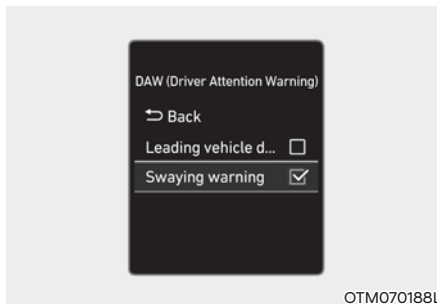 DAW (Driver Attention Warning)
Back
Leading vehicle d...
Swaying warning
OTM070188L